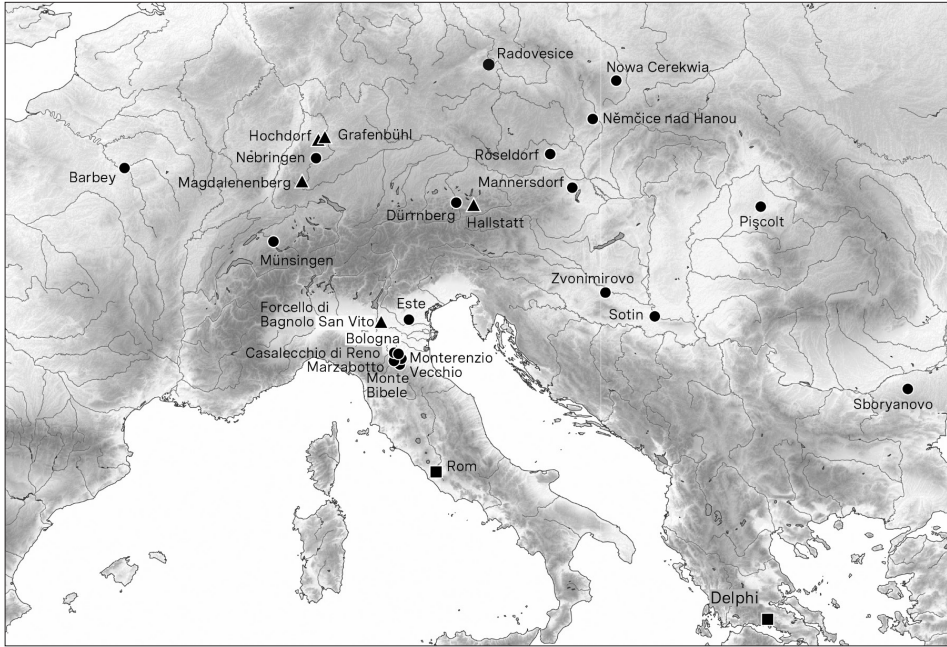 Radovesice
Nowa Cerekwia
Němčice nad Hanou
Hochdorf
Grafenbühl
Nebringen
Roseldorf
Barbey
Magdalenenberg
Mannersdorf
Dürrnberg
Hallstatt
Pişcolt
Münsingen
Zvonimirovo
Forcello di
Bagnolo San Vito
Este
Sotin
Bologna
Casalecchio di Reno
Marzabotto
Monterenzio
Vecchio
Monte
Bibele
Sboryanovo
Rom
Delphi